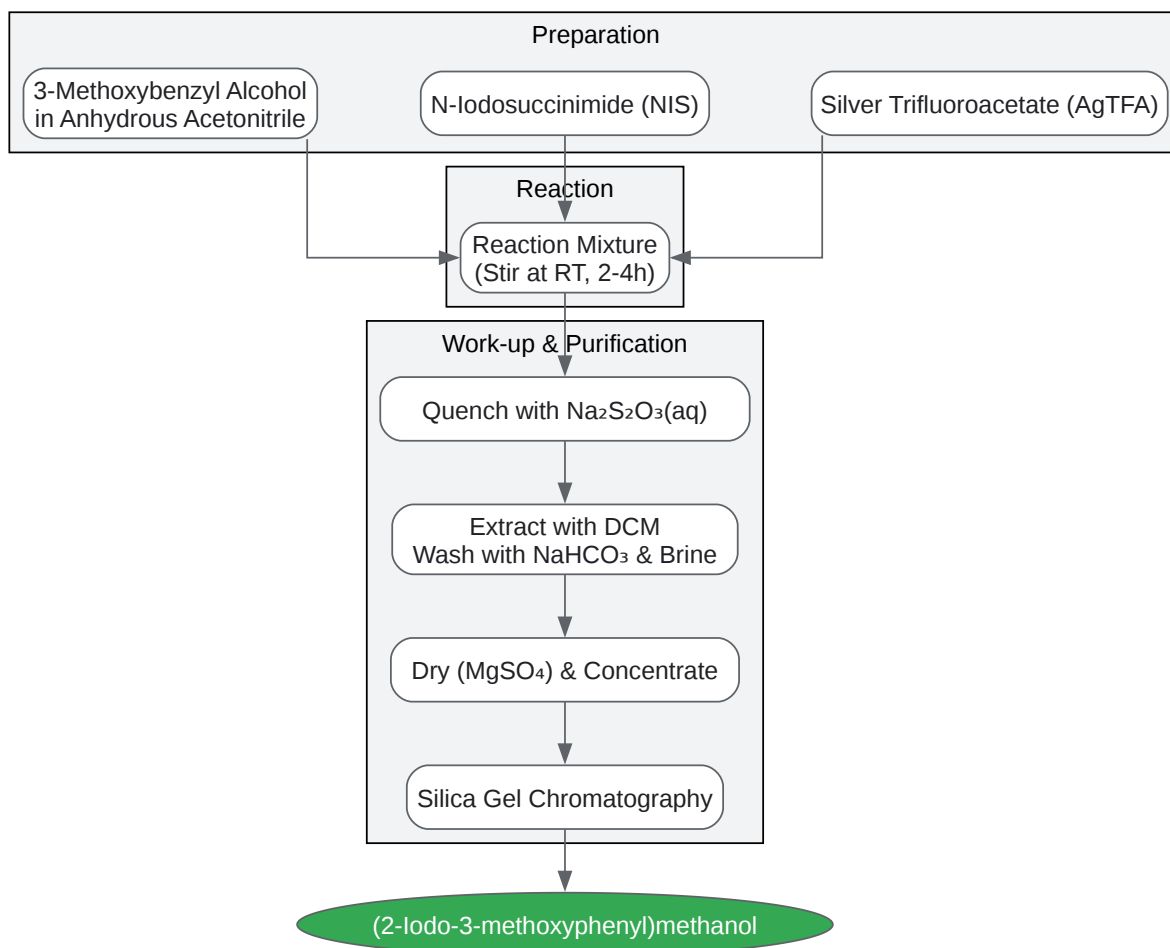 Preparation
3-Methoxybenzyl Alcohol
in Anhydrous Acetonitrile
N-Iodosuccinimide (NIS)
Silver Trifluoroacetate (AgTFA)
Reaction
Reaction Mixture
(Stir at RT, 2-4h)
Work-up & Purification
Quench with Na₂S₂O₃(aq)
Extract with DCM
Wash with NaHCO₃ & Brine
Dry (MgSO₄) & Concentrate
Silica Gel Chromatography
(2-Iodo-3-methoxyphenyl)methanol